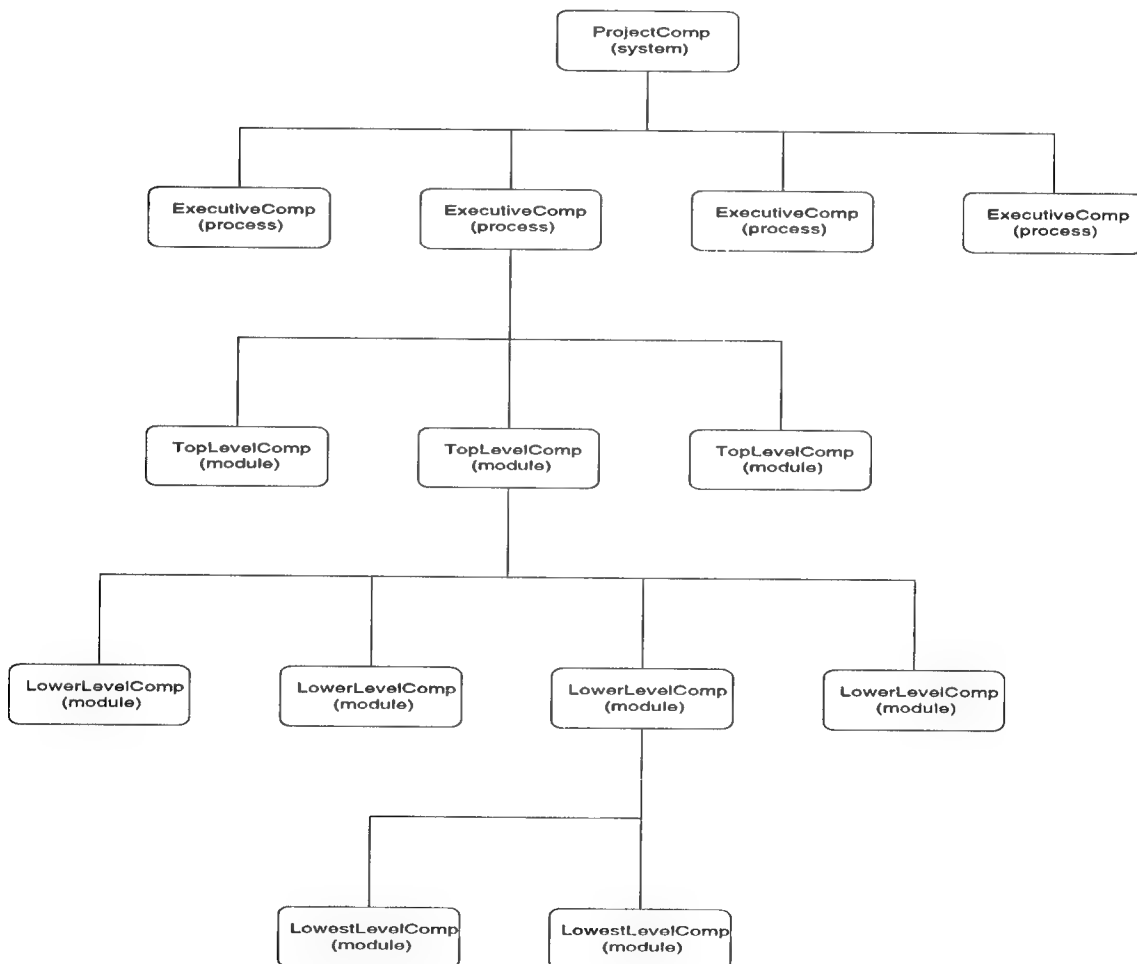 ProjectComp
(system)
ExecutiveComp
(process)
ExecutiveComp
(process)
ExecutiveComp
(process)
ExecutiveComp
(process)
TopLevelComp
(module)
TopLevelComp
(module)
TopLevelComp
(module)
LowerLevelComp
(module)
LowerLevelComp
(module)
LowerLevelComp
(module)
LowerLevelComp
(module)
LowestLevelComp
(module)
LowestLevelComp
(module)